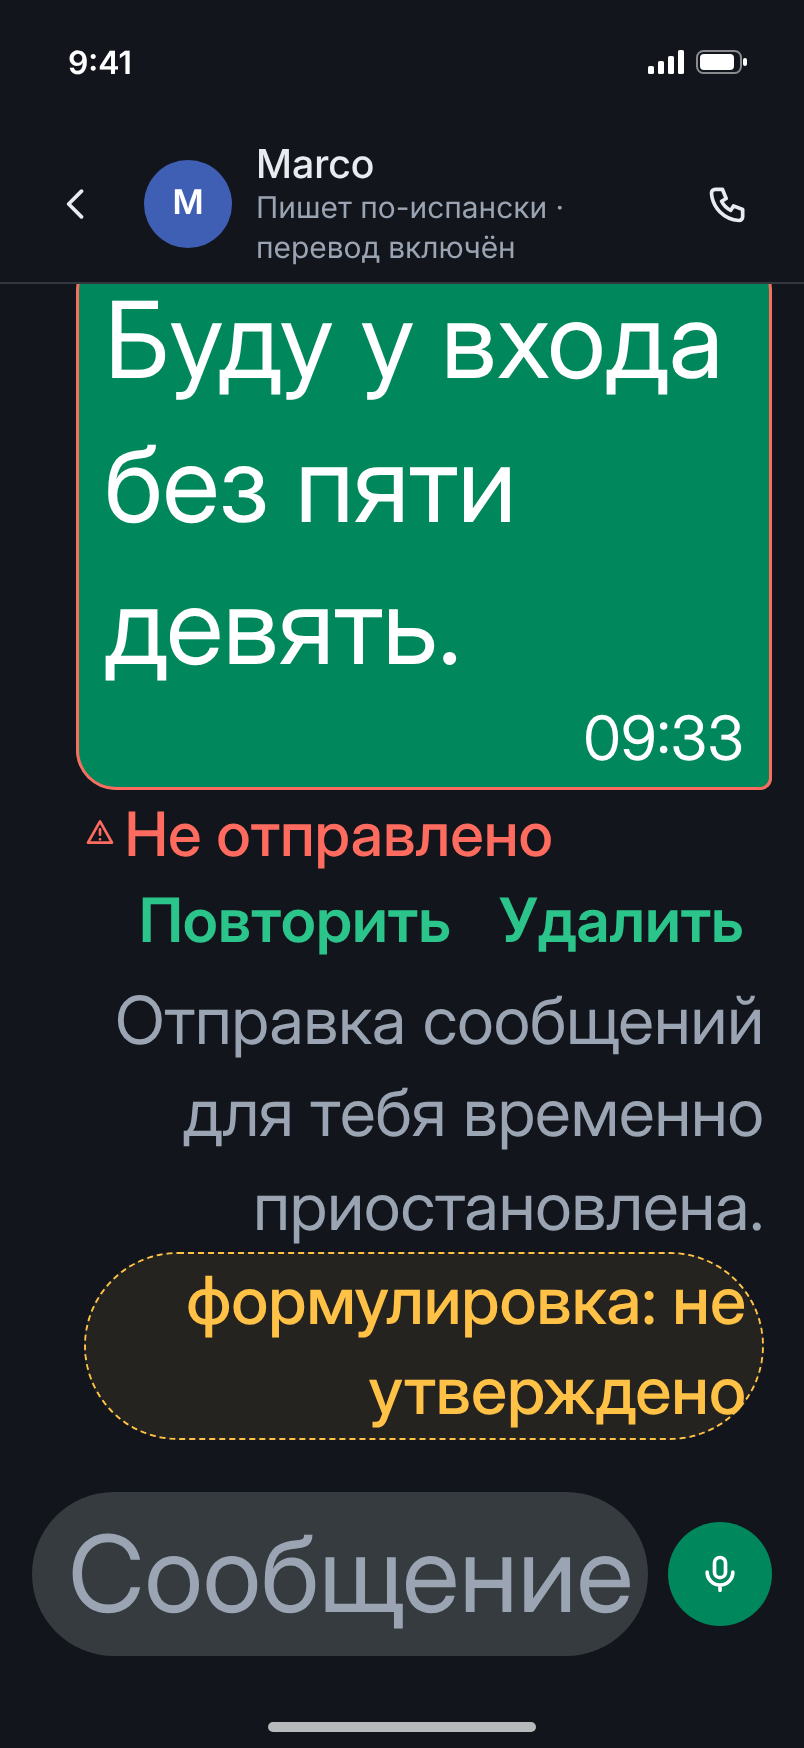 9:41
M
Marco
Пишет по-испански ·
перевод включён
Буду у входа
без пяти
девять.
09:33
Не отправлено
Повторить Удалить
Отправка сообщений
для тебя временно
приостановлена.
формулировка: не
утверждено
Сообщение